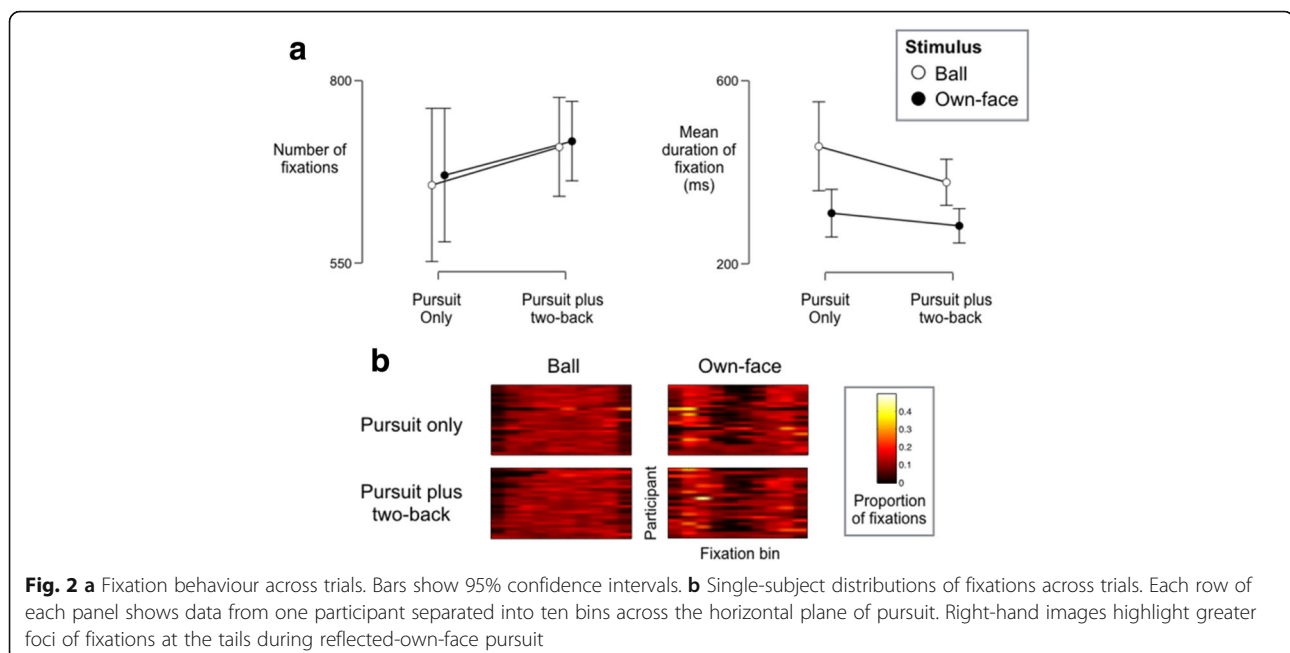 a
Stimulus
Ball
Own-face
800
Number of
fixations
550
Pursuit
Only
Pursuit plus
two-back
600
Mean
duration of
fixation
(ms)
200
Pursuit
Only
Pursuit plus
two-back
b
Ball
Own-face
Pursuit only
Pursuit plus
two-back
Participant
Fixation bin
0.4
0.3
0.2
0.1
0
Proportion
of fixations
Fig. 2 a Fixation behaviour across trials. Bars show 95% confidence intervals. b Single-subject distributions of fixations across trials. Each row of
each panel shows data from one participant separated into ten bins across the horizontal plane of pursuit. Right-hand images highlight greater
foci of fixations at the tails during reflected-own-face pursuit